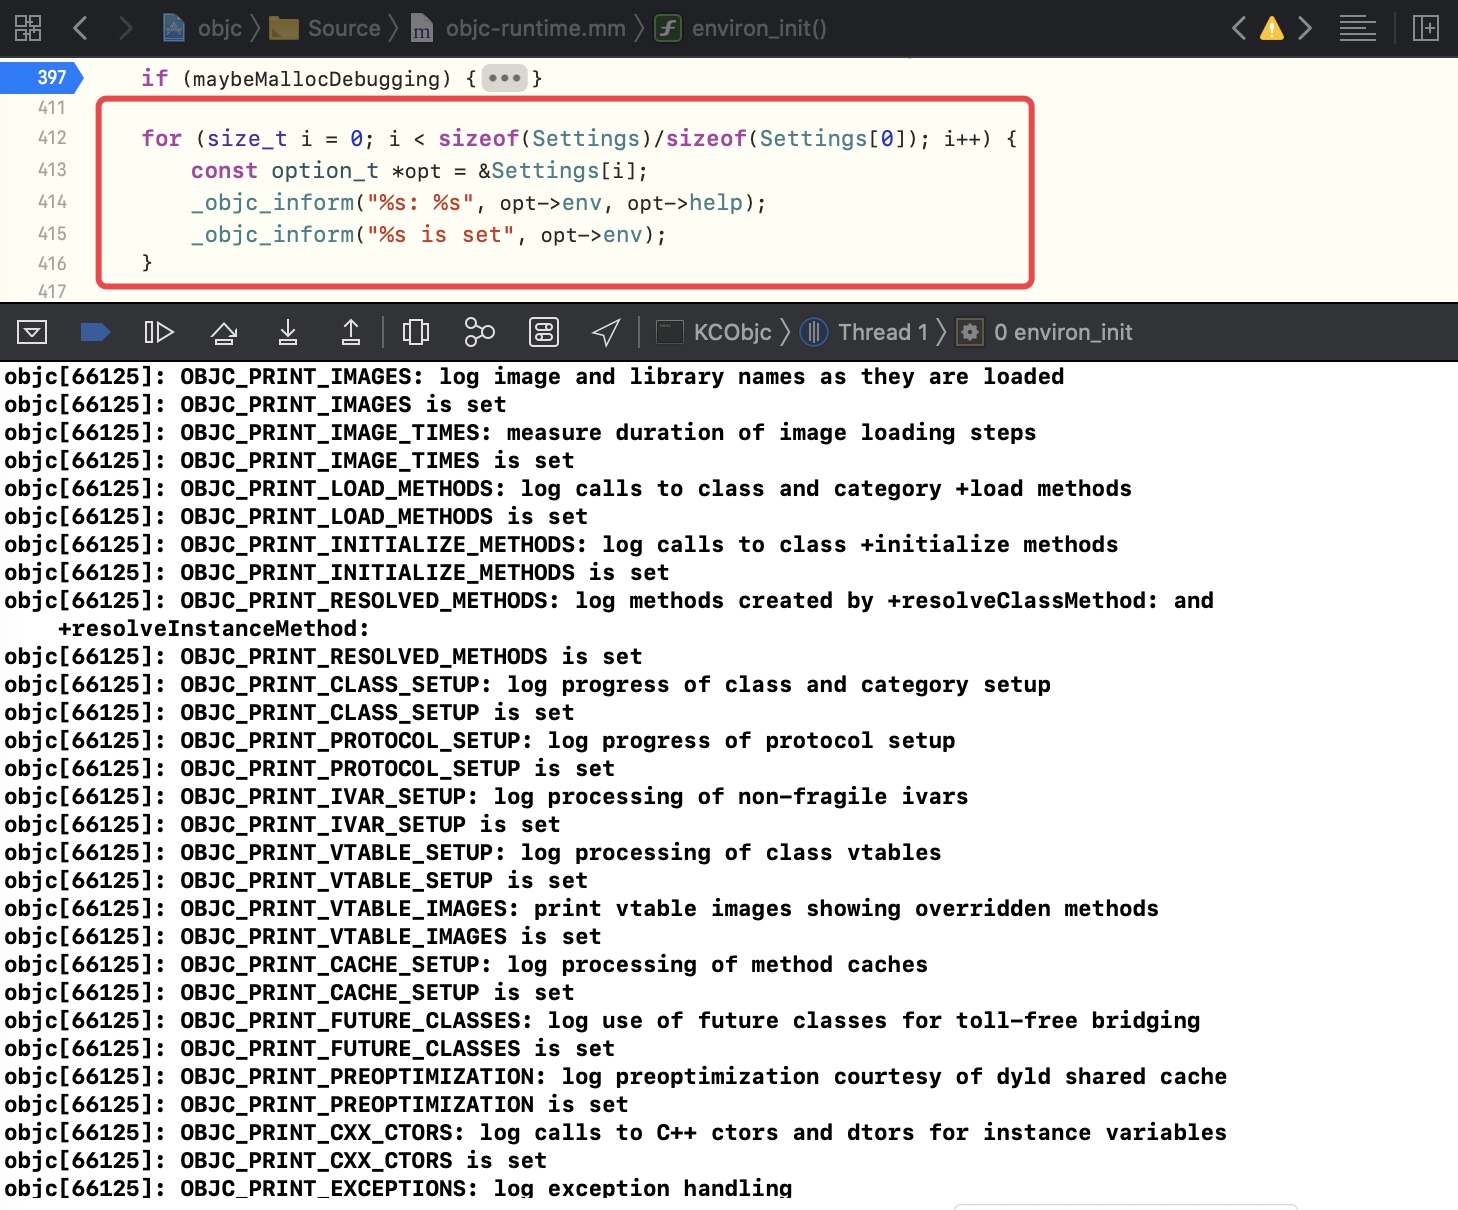 objc Source m objc-runtime.mm f environ_init()
397 if (maybeMallocDebugging) {•••}
411
412 for (size_t i = 0; i < sizeof(Settings)/sizeof(Settings[0]); i++) {
413 const option_t *opt = &Settings[i];
414 _objc_inform("%s: %s", opt->env, opt->help);
415 _objc_inform("%s is set", opt->env);
416 }
417
KCObjc Thread 1 0 environ_init
objc[66125]: OBJC_PRINT_IMAGES: log image and library names as they are loaded
objc[66125]: OBJC_PRINT_IMAGES is set
objc[66125]: OBJC_PRINT_IMAGE_TIMES: measure duration of image loading steps
objc[66125]: OBJC_PRINT_IMAGE_TIMES is set
objc[66125]: OBJC_PRINT_LOAD_METHODS: log calls to class and category +load methods
objc[66125]: OBJC_PRINT_LOAD_METHODS is set
objc[66125]: OBJC_PRINT_INITIALIZE_METHODS: log calls to class +initialize methods
objc[66125]: OBJC_PRINT_INITIALIZE_METHODS is set
objc[66125]: OBJC_PRINT_RESOLVED_METHODS: log methods created by +resolveClassMethod: and
+resolveInstanceMethod:
objc[66125]: OBJC_PRINT_RESOLVED_METHODS is set
objc[66125]: OBJC_PRINT_CLASS_SETUP: log progress of class and category setup
objc[66125]: OBJC_PRINT_CLASS_SETUP is set
objc[66125]: OBJC_PRINT_PROTOCOL_SETUP: log progress of protocol setup
objc[66125]: OBJC_PRINT_PROTOCOL_SETUP is set
objc[66125]: OBJC_PRINT_IVAR_SETUP: log processing of non-fragile ivars
objc[66125]: OBJC_PRINT_IVAR_SETUP is set
objc[66125]: OBJC_PRINT_VTABLE_SETUP: log processing of class vtables
objc[66125]: OBJC_PRINT_VTABLE_SETUP is set
objc[66125]: OBJC_PRINT_VTABLE_IMAGES: print vtable images showing overridden methods
objc[66125]: OBJC_PRINT_VTABLE_IMAGES is set
objc[66125]: OBJC_PRINT_CACHE_SETUP: log processing of method caches
objc[66125]: OBJC_PRINT_CACHE_SETUP is set
objc[66125]: OBJC_PRINT_FUTURE_CLASSES: log use of future classes for toll-free bridging
objc[66125]: OBJC_PRINT_FUTURE_CLASSES is set
objc[66125]: OBJC_PRINT_PREOPTIMIZATION: log preoptimization courtesy of dyld shared cache
objc[66125]: OBJC_PRINT_PREOPTIMIZATION is set
objc[66125]: OBJC_PRINT_CXX_CTORS: log calls to C++ ctors and dtors for instance variables
objc[66125]: OBJC_PRINT_CXX_CTORS is set
objc[66125]: OBJC_PRINT_EXCEPTIONS: log exception handling